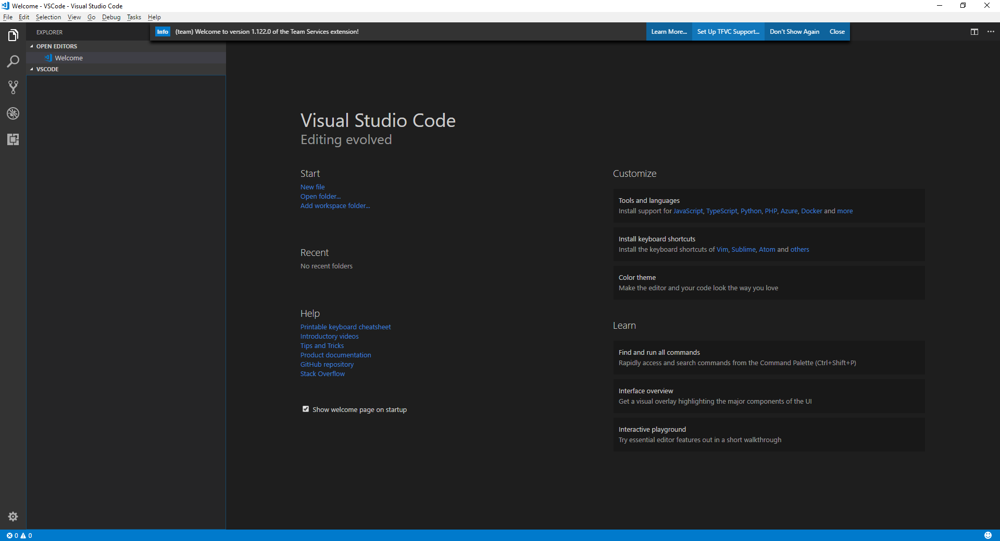 Welcome - VSCode - Visual Studio Code
File Edit Selection View Go Debug Tasks Help
EXPLORER
Info (team) Welcome to version 1.122.0 of the Team Services extension! Learn More... Set Up TFVC Support... Don't Show Again Close
OPEN EDITORS
Welcome
VSCODE
Visual Studio Code
Editing evolved
Start
New file
Open folder...
Add workspace folder...
Recent
No recent folders
Help
Printable keyboard cheatsheet
Introductory videos
Tips and Tricks
Product documentation
GitHub repository
Stack Overflow
Show welcome page on startup
Customize
Tools and languages
Install support for JavaScript, TypeScript, Python, PHP, Azure, Docker and more
Install keyboard shortcuts
Install the keyboard shortcuts of Vim, Sublime, Atom and others
Color theme
Make the editor and your code look the way you love
Learn
Find and run all commands
Rapidly access and search commands from the Command Palette (Ctrl+Shift+P)
Interface overview
Get a visual overlay highlighting the major components of the UI
Interactive playground
Try essential editor features out in a short walkthrough
0 0